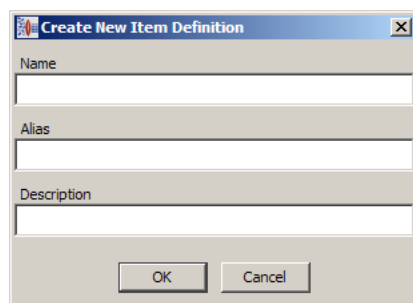 Create New Item Definition
Name
Alias
Description
OK Cancel